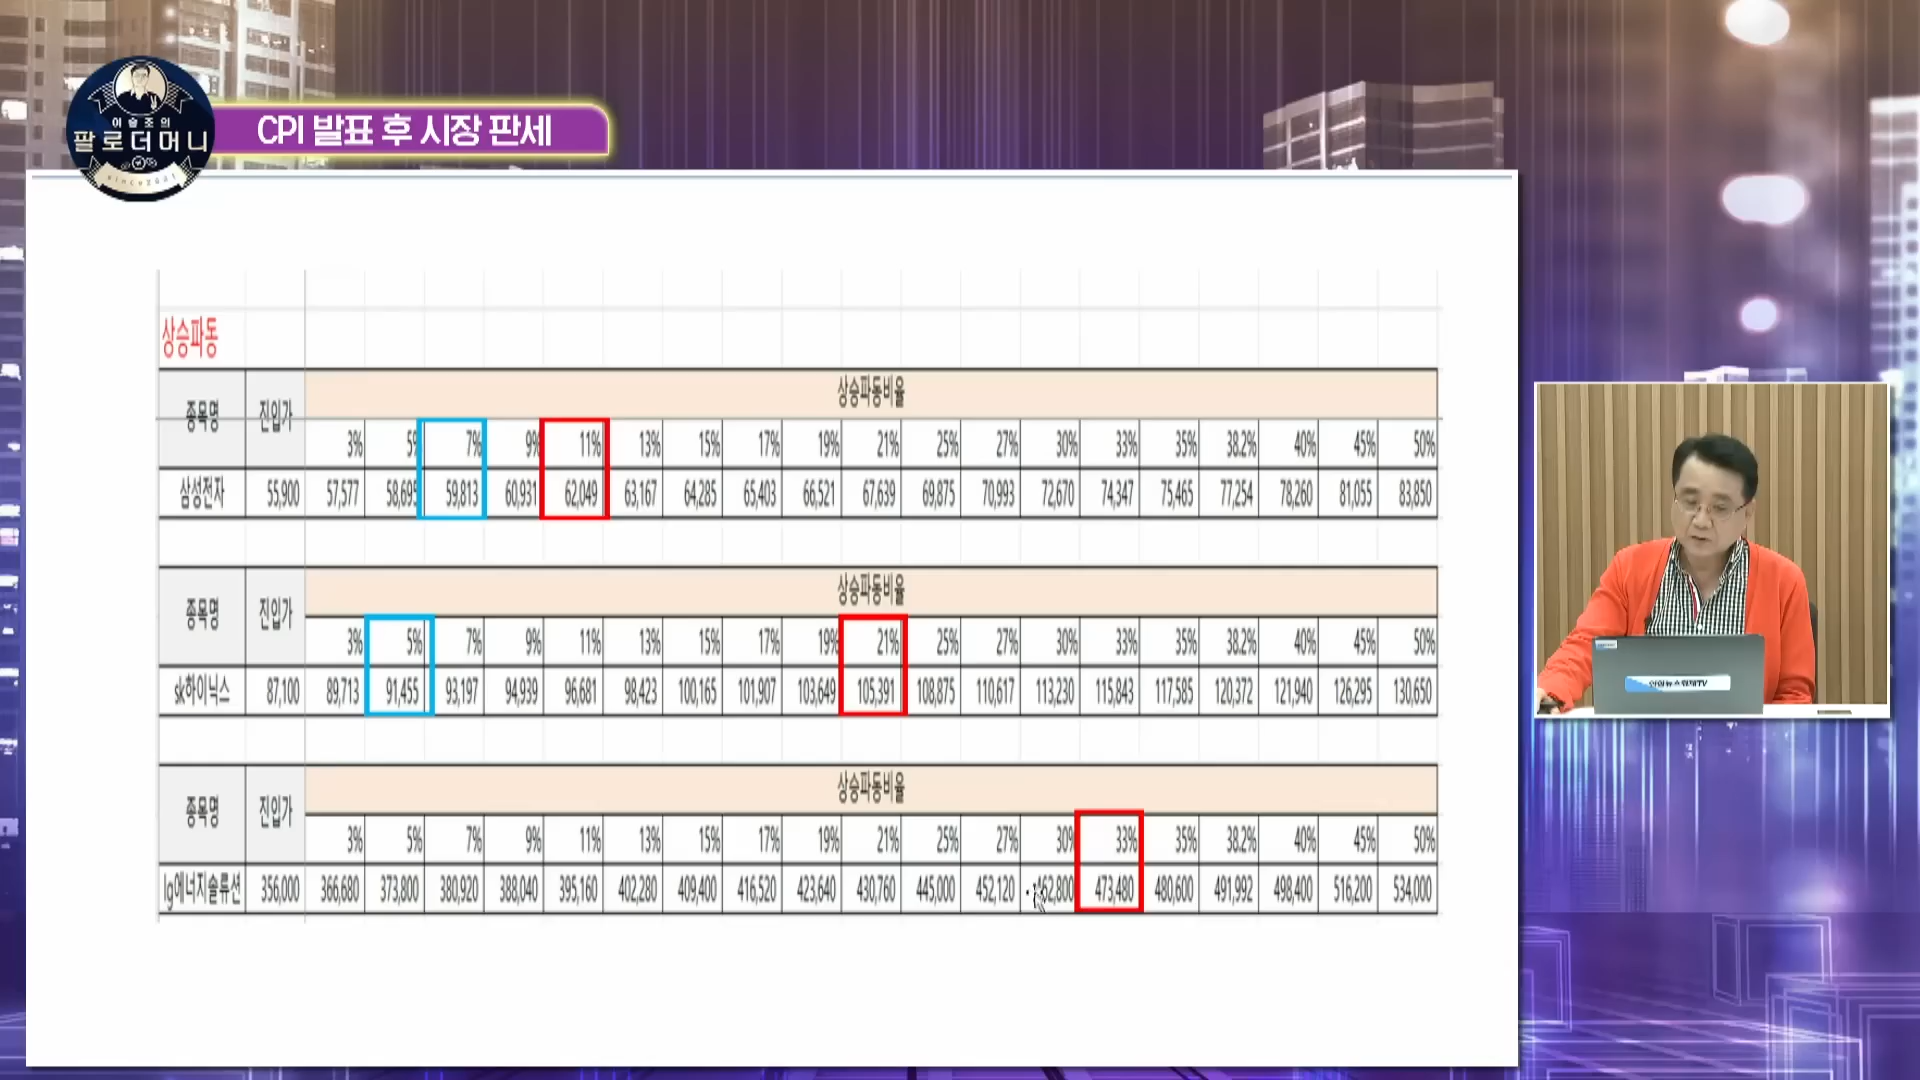 이슬조의
팔로더머니
CPI 발표 후 시장 판세
상승파동
종목명 진입가 상승파동비율
3% 5% 7% 9% 11% 13% 15% 17% 19% 21% 25% 27% 30% 33% 35% 38.2% 40% 45% 50%
삼성전자 55,900 57,577 58,695 59,813 60,931 62,049 63,167 64,285 65,403 66,521 67,639 69,875 70,993 72,670 74,347 75,465 77,254 78,260 81,055 83,850
종목명 진입가 상승파동비율
3% 5% 7% 9% 11% 13% 15% 17% 19% 21% 25% 27% 30% 33% 35% 38.2% 40% 45% 50%
sk하이닉스 87,100 89,713 91,455 93,197 94,939 96,681 98,423 100,165 101,907 103,649 105,391 108,875 110,617 113,230 115,843 117,585 120,372 121,940 126,295 130,650
종목명 진입가 상승파동비율
3% 5% 7% 9% 11% 13% 15% 17% 19% 21% 25% 27% 30% 33% 35% 38.2% 40% 45% 50%
lg에너지솔류션 356,000 366,680 373,800 380,920 388,040 395,160 402,280 409,400 416,520 423,640 430,760 445,000 452,120 462,800 473,480 480,600 491,992 498,400 516,200 534,000